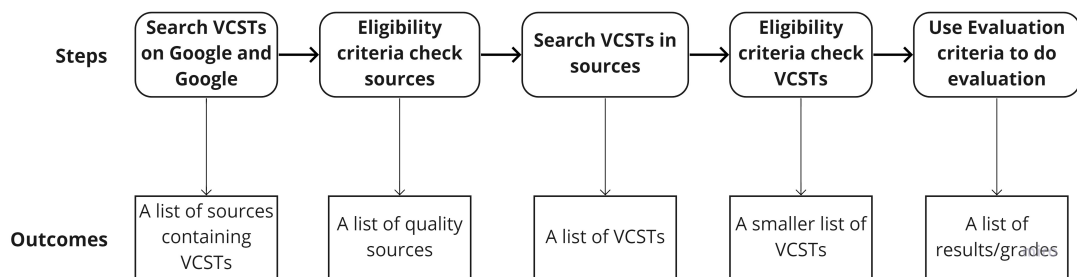 Steps
Search VCSTs
on Google and
Google
Eligibility
criteria check
sources
Search VCSTs in
sources
Eligibility
criteria check
VCSTs
Use Evaluation
criteria to do
evaluation
Outcomes
A list of sources
containing
VCSTs
A list of quality
sources
A list of VCSTs
A smaller list of
VCSTs
A list of
results/grades